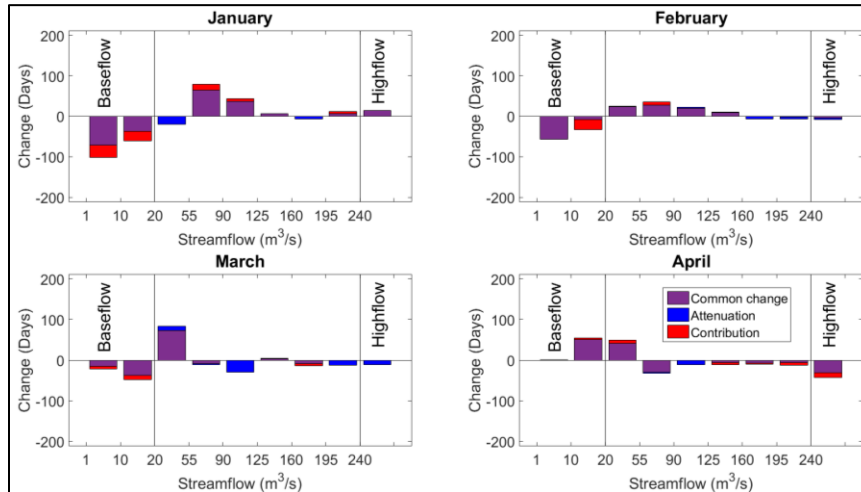 January
200
100
0
-100
-200
Change (Days)
Baseflow
Highflow
1 10 20 55 90 125 160 195 240
Streamflow (m³/s)
February
200
100
0
-100
-200
Change (Days)
Baseflow
Highflow
1 10 20 55 90 125 160 195 240
Streamflow (m³/s)
March
200
100
0
-100
-200
Change (Days)
Baseflow
Highflow
1 10 20 55 90 125 160 195 240
Streamflow (m³/s)
April
200
100
0
-100
-200
Change (Days)
Baseflow
Highflow
Common change
Attenuation
Contribution
1 10 20 55 90 125 160 195 240
Streamflow (m³/s)